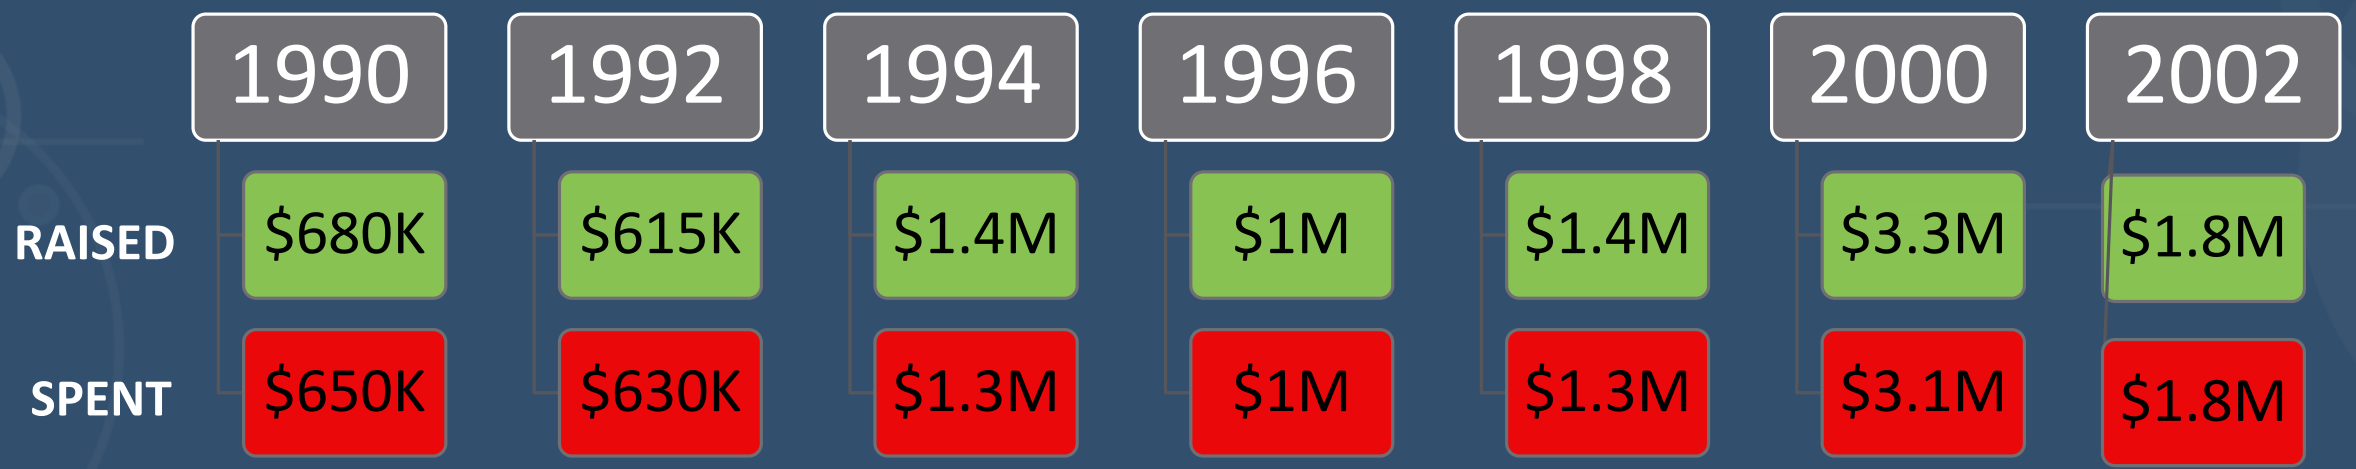 1990 1992 1994 1996 1998 2000 2002
RAISED $680K $615K $1.4M $1M $1.4M $3.3M $1.8M
SPENT $650K $630K $1.3M $1M $1.3M $3.1M $1.8M